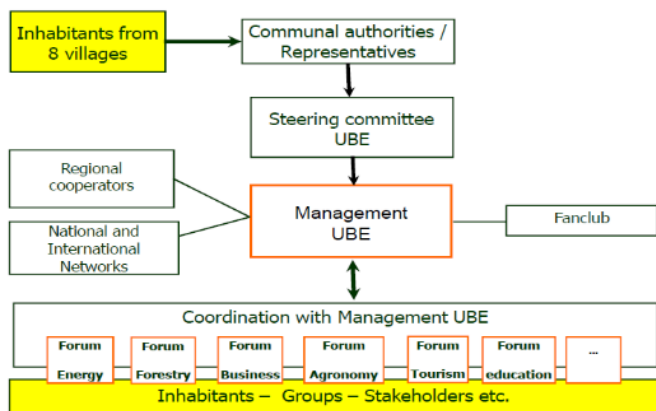 Inhabitants from
8 villages
Communal authorities /
Representatives
Steering committee
UBE
Regional
cooperators
National and
International
Networks
Management
UBE
Fanclub
Coordination with Management UBE
Forum
Energy
Forum
Forestry
Forum
Business
Forum
Agronomy
Forum
Tourism
Forum
education
...
Inhabitants – Groups – Stakeholders etc.